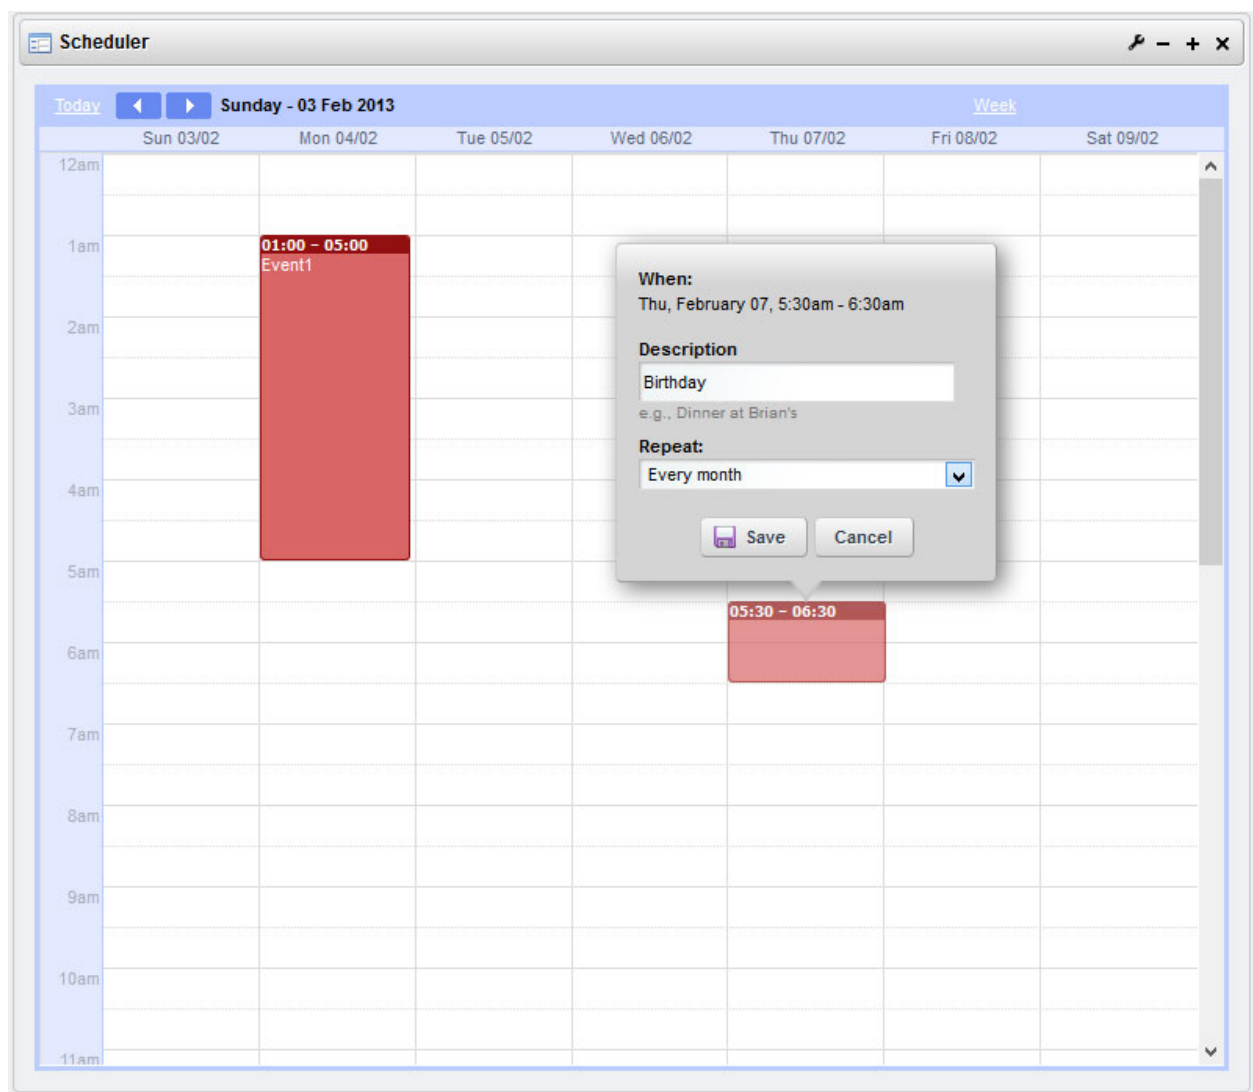 Scheduler
Today Sunday - 03 Feb 2013 Week
Sun 03/02 Mon 04/02 Tue 05/02 Wed 06/02 Thu 07/02 Fri 08/02 Sat 09/02
12am
1am
01:00 - 05:00
Event1
2am
3am
4am
5am
When:
Thu, February 07, 5:30am - 6:30am
Description
Birthday
e.g., Dinner at Brian's
Repeat:
Every month
Save Cancel
05:30 - 06:30
6am
7am
8am
9am
10am
11am